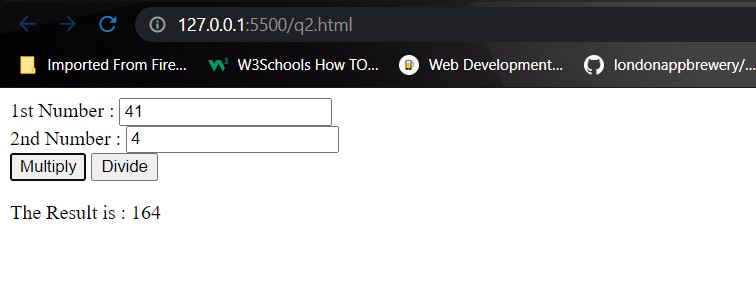 127.0.0.1:5500/q2.html
Imported From Fire... W3Schools How TO... Web Development... londonappbrewery/...
1st Number : 41
2nd Number : 4
Multiply Divide
The Result is : 164